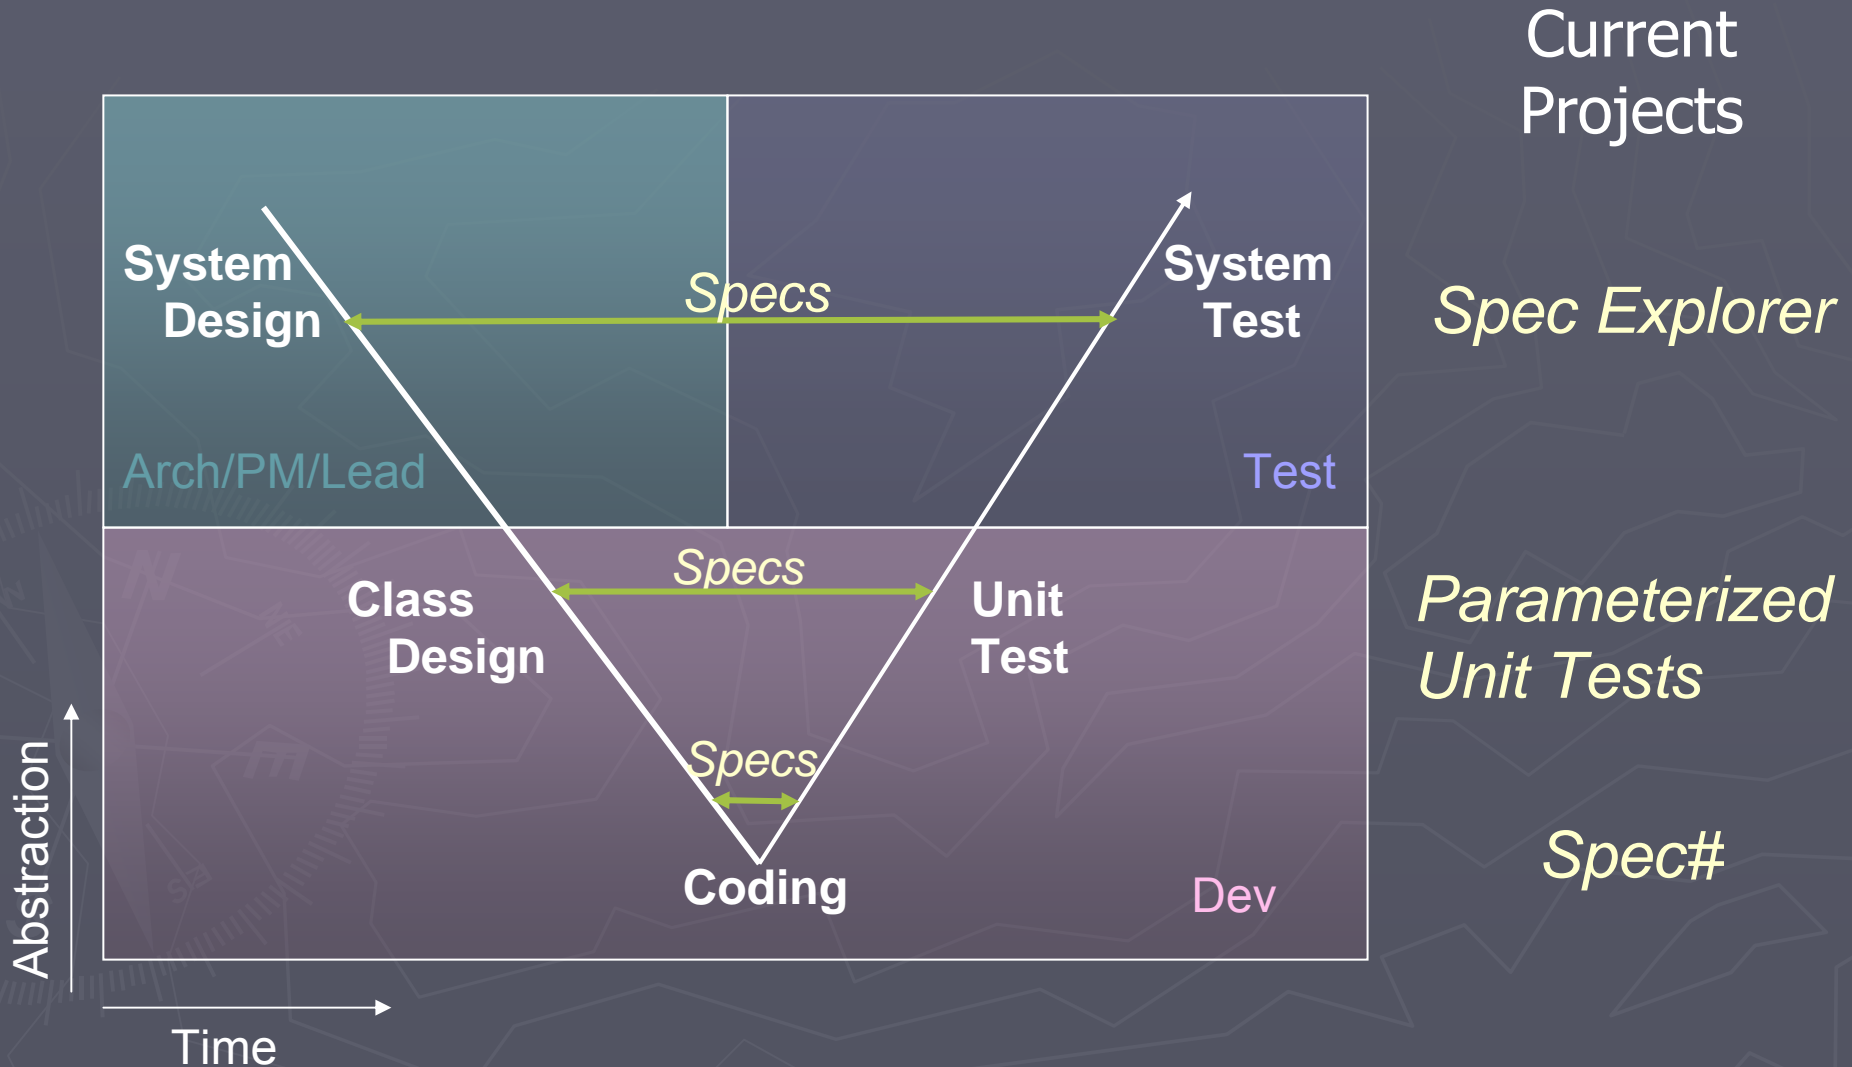 Current
Projects
System
Design
Specs
System
Test
Spec Explorer
Arch/PM/Lead
Test
Class
Design
Specs
Unit
Test
Parameterized
Unit Tests
Specs
Coding
Dev
Spec#
Abstraction
Time
N
E